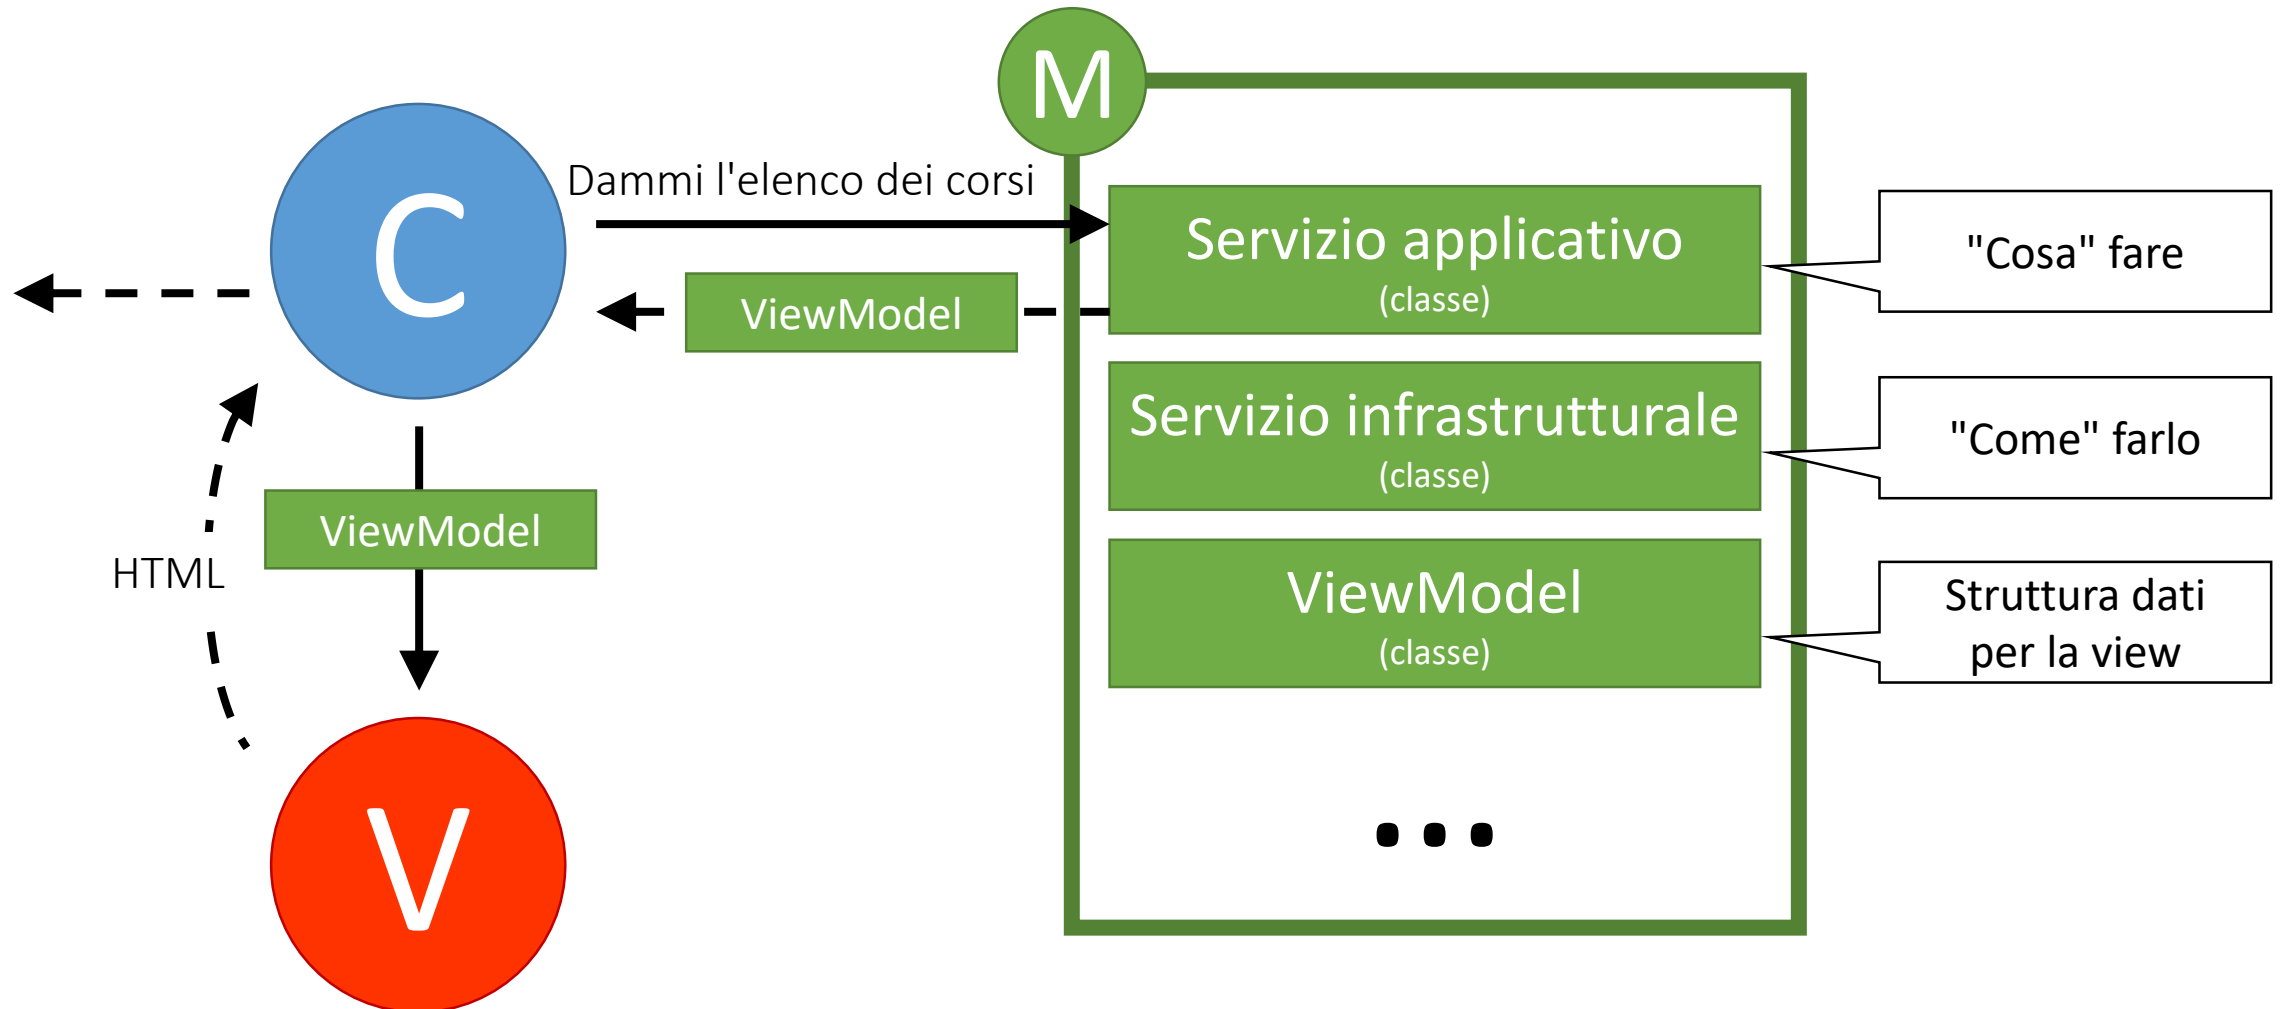 M
C
Dammi l'elenco dei corsi
Servizio applicativo
(classe)
"Cosa" fare
ViewModel
Servizio infrastrutturale
(classe)
"Come" farlo
ViewModel
HTML
ViewModel
(classe)
Struttura dati
per la view
...
V